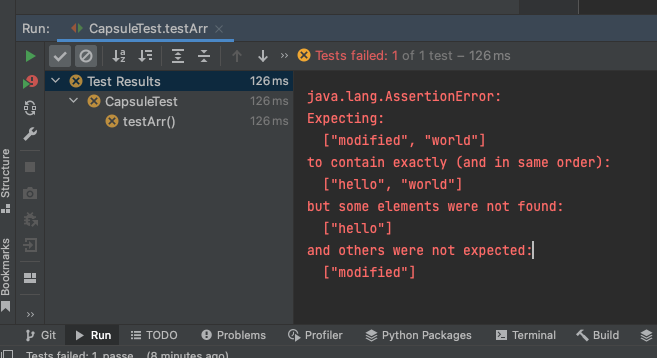 Run:
CapsuleTest.testArr
Tests failed: 1 of 1 test – 126 ms
Test Results 126 ms
CapsuleTest 126 ms
testArr() 126 ms
java.lang.AssertionError:
Expecting:
["modified", "world"]
to contain exactly (and in same order):
["hello", "world"]
but some elements were not found:
["hello"]
and others were not expected:
["modified"]
Structure
Bookmarks
Git
Run
TODO
Problems
Profiler
Python Packages
Terminal
Build
Tests failed: 1, passe... (8 minutes ago)